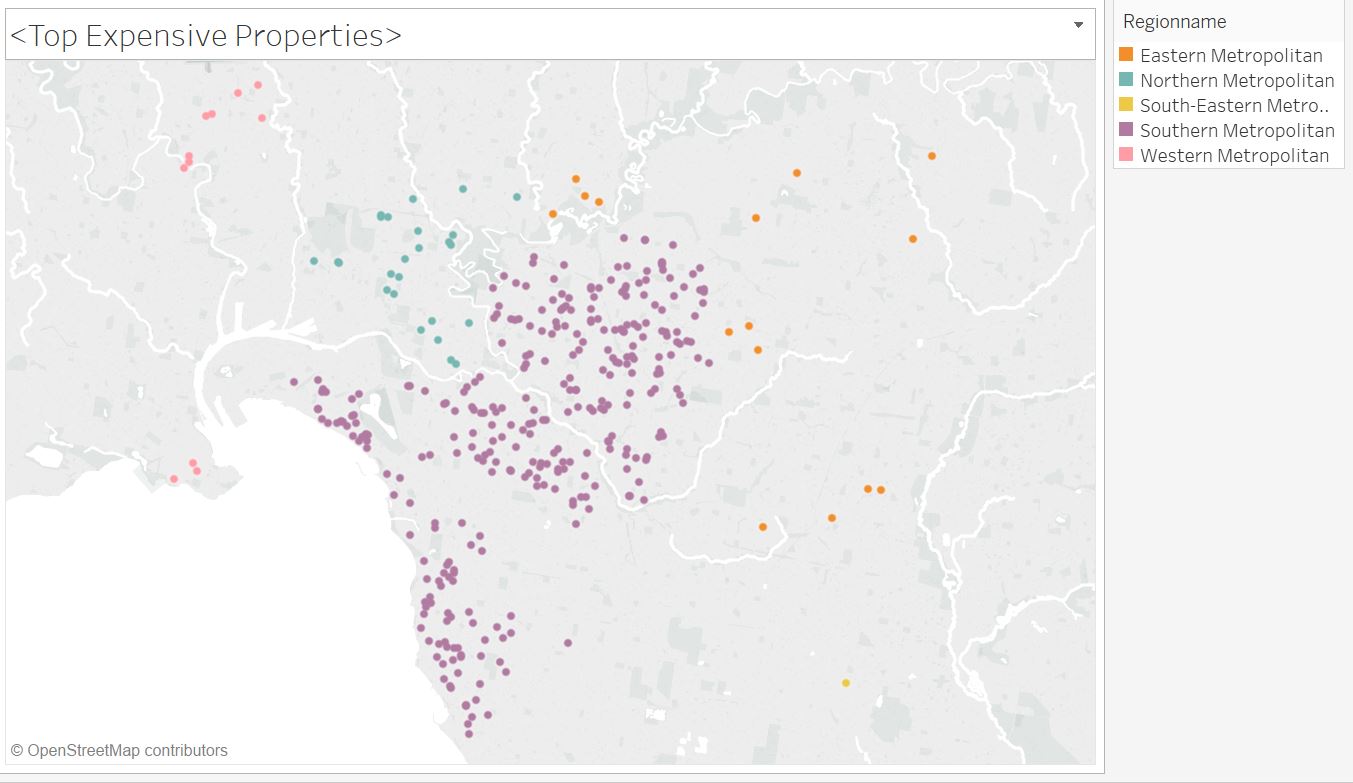 <Top Expensive Properties>
Regionname
Eastern Metropolitan
Northern Metropolitan
South-Eastern Metro..
Southern Metropolitan
Western Metropolitan
© OpenStreetMap contributors